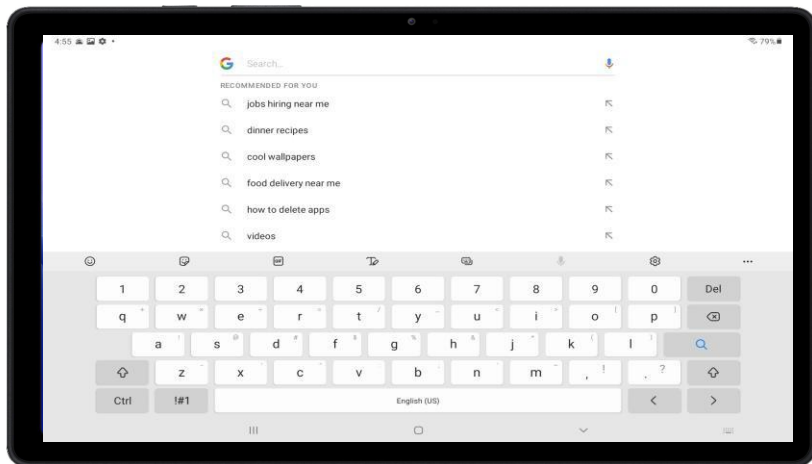 4:55 79%
G Search...
RECOMMENDED FOR YOU
jobs hiring near me
dinner recipes
cool wallpapers
food delivery near me
how to delete apps
videos
GIF
1 2 3 4 5 6 7 8 9 0 Del
q w e r t y u i o p
a ! s @ d # f $ g % h & j k ( l )
z x c v b n m , ! . ?
Ctrl !#1 English (US) < >